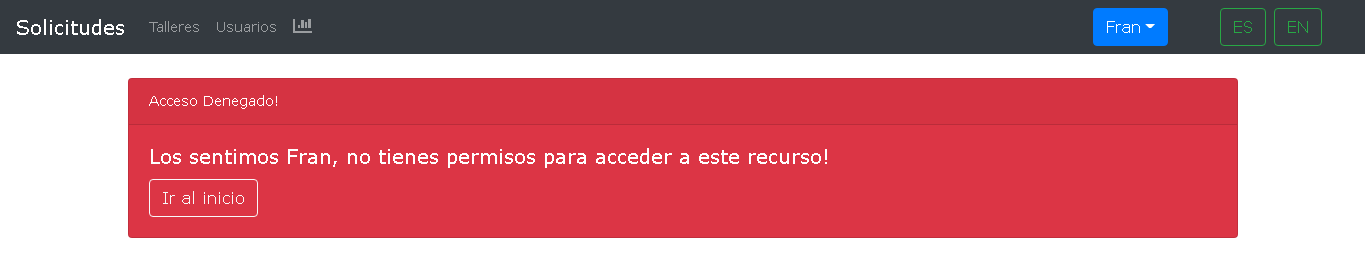 Solicitudes Talleres Usuarios Fran ES EN
Acceso Denegado!
Los sentimos Fran, no tienes permisos para acceder a este recurso!
Ir al inicio